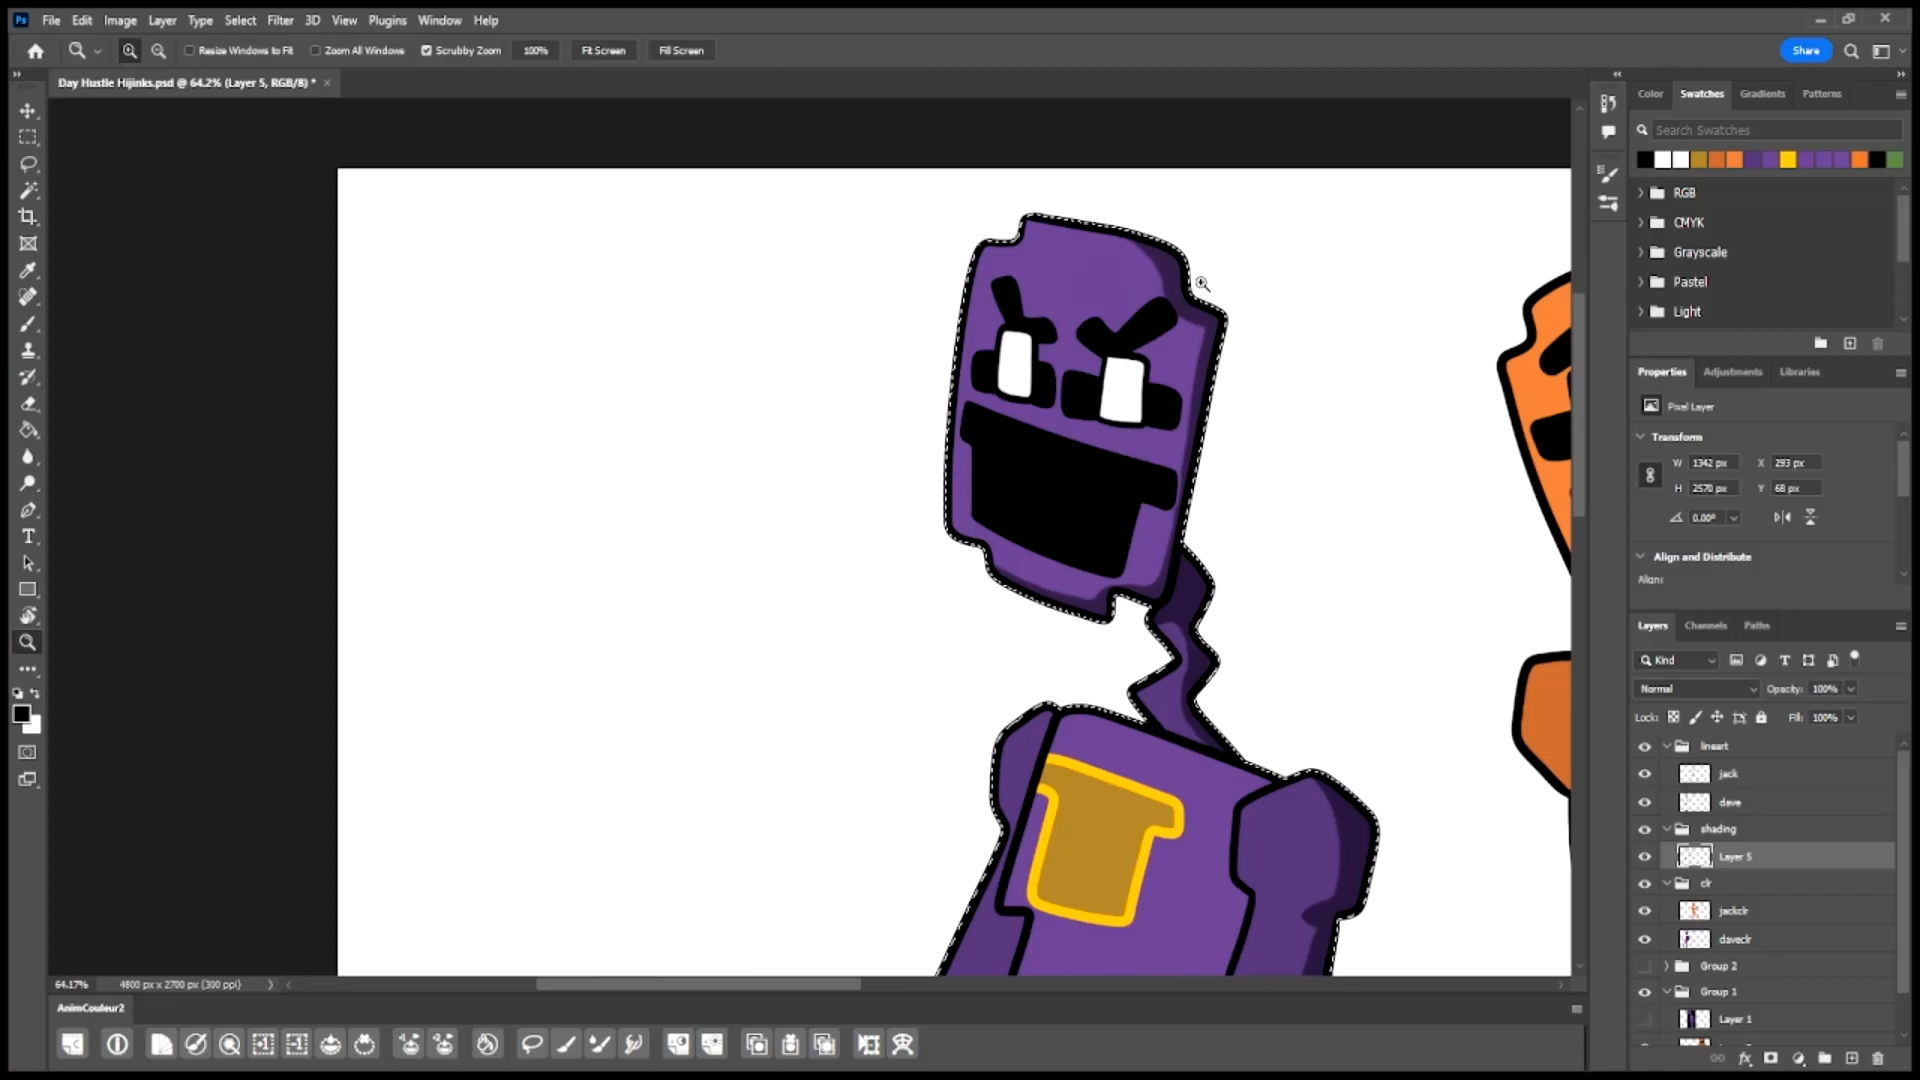 Ps File Edit Image Layer Type Select Filter 3D View Plugins Window Help
Resize Windows to Fit Zoom All Windows Scrubby Zoom 100% Fit Screen Fill Screen Share
Day Hustle Hijinks.psd @ 64.2% (Layer 5, RGB/8) *
Color Swatches Gradients Patterns
Search Swatches
RGB
CMYK
Grayscale
Pastel
Light
Properties Adjustments Libraries
Pixel Layer
Transform
W 1342 px X 293 px
H 2570 px Y 68 px
0.00°
Align and Distribute
Align:
Layers Channels Paths
Kind
Normal Opacity: 100%
Lock: Fill: 100%
lineart
jack
dave
shading
Layer 5
clr
jackclr
daveclr
Group 2
Group 1
Layer 1
64.17% 4800 px x 2700 px (300 ppi)
AnimCouleur2